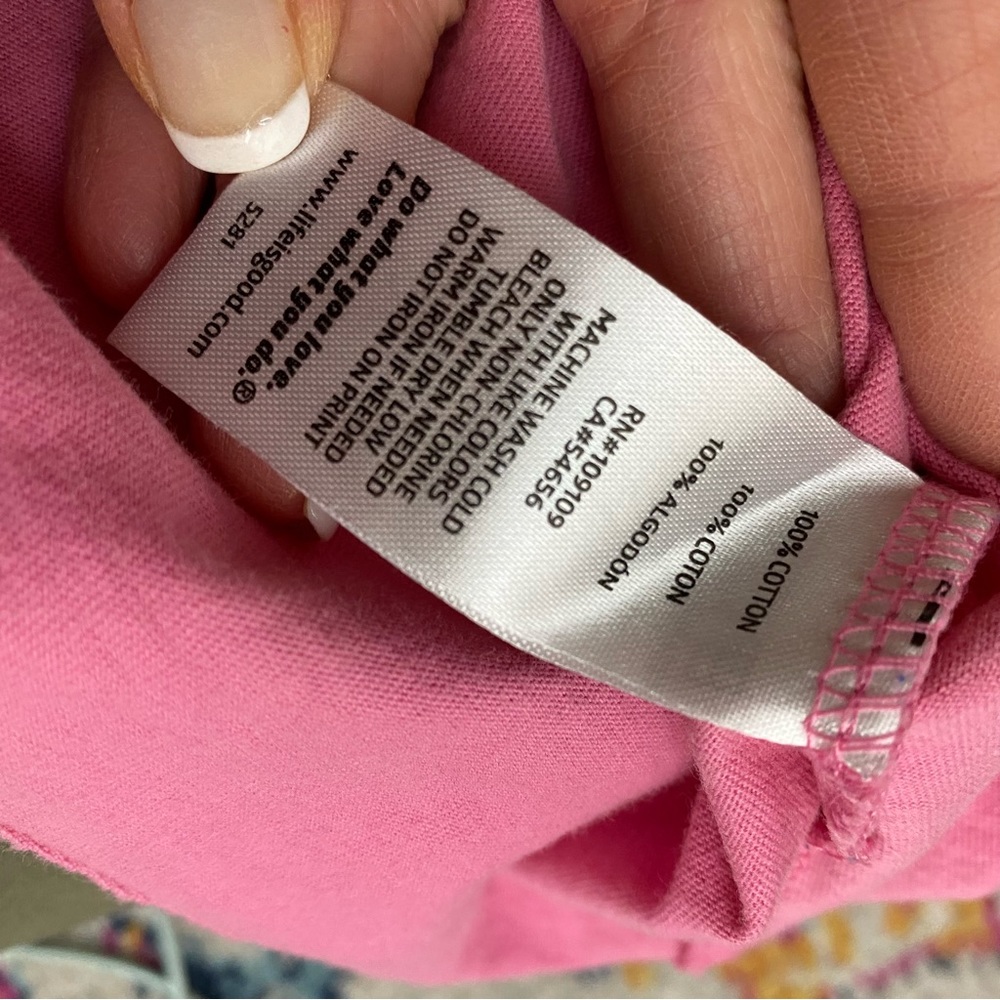 100% COTTON
100% COTON
100% ALGODÓN
RN#109109
CA#54656
MACHINE WASH COLD
WITH LIKE COLORS
ONLY NON-CHLORINE
BLEACH WHEN NEEDED
TUMBLE DRY LOW
WARM IRON IF NEEDED
DO NOT IRON ON PRINT
Do what you love.
Love what you do.®
www.lifeisgood.com
5281